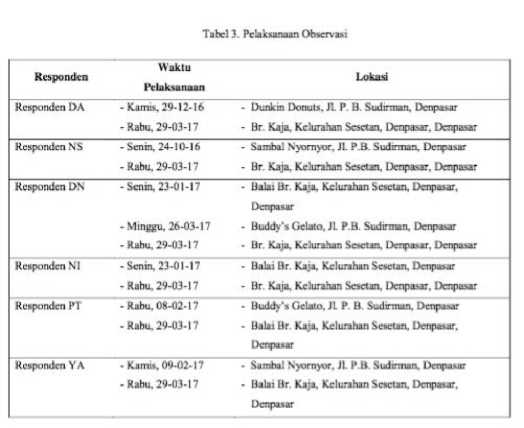 Tabel 3. Pelaksanaan Observasi
Responden Waktu Pelaksanaan Lokasi
Responden DA - Kamis, 29-12-16 - Dunkin Donuts, Jl. P. B. Sudirman, Denpasar
- Rabu, 29-03-17 - Br. Kaja, Kelurahan Sesetan, Denpasar, Denpasar
Responden NS - Senin, 24-10-16 - Sambal Nyornyor, Jl. P.B. Sudirman, Denpasar
- Rabu, 29-03-17 - Br. Kaja, Kelurahan Sesetan, Denpasar, Denpasar
Responden DN - Senin, 23-01-17 - Balai Br. Kaja, Kelurahan Sesetan, Denpasar,
Denpasar
- Minggu, 26-03-17 - Buddy's Gelato, Jl. P.B. Sudirman, Denpasar
- Rabu, 29-03-17 - Br. Kaja, Kelurahan Sesetan, Denpasar, Denpasar
Responden NI - Senin, 23-01-17 - Balai Br. Kaja, Kelurahan Sesetan, Denpasar
- Rabu, 29-03-17 - Br. Kaja, Kelurahan Sesetan, Denpasar, Denpasar
Responden PT - Rabu, 08-02-17 - Buddy's Gelato, Jl. P. B. Sudirman, Denpasar
- Rabu, 29-03-17 - Balai Br. Kaja, Kelurahan Sesetan, Denpasar,
Denpasar
Responden YA - Kamis, 09-02-17 - Sambal Nyornyor, Jl. P.B. Sudirman, Denpasar
- Rabu, 29-03-17 - Balai Br. Kaja, Kelurahan Sesetan, Denpasar,
Denpasar